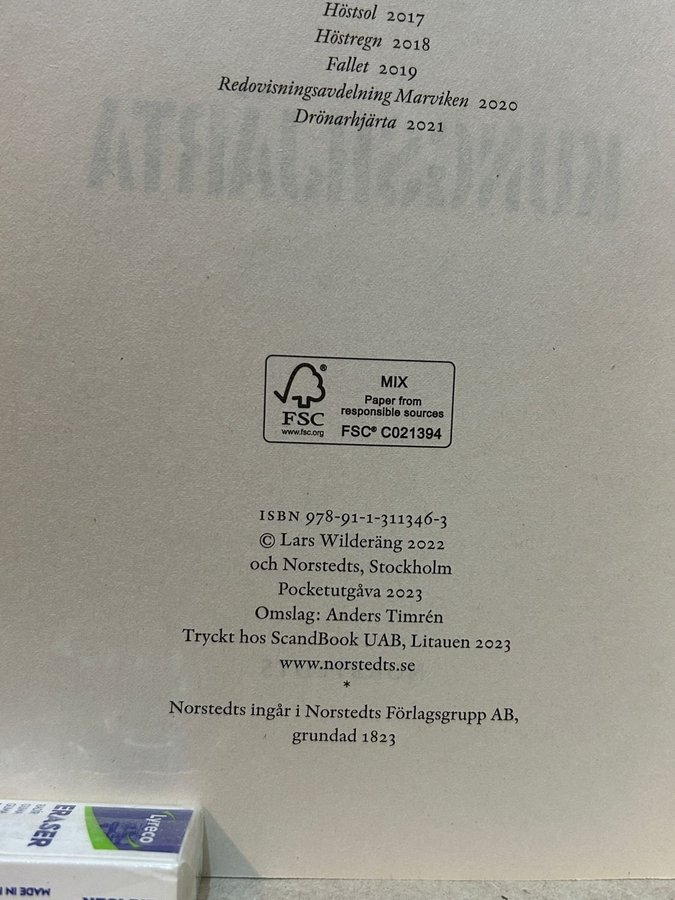 Höstsol 2017
Höstregn 2018
Fallet 2019
Redovisningsavdelning Marviken 2020
Drönarhjärta 2021
KUNGSHJÄRTA
FSC®
www.fsc.org
MIX
Paper from
responsible sources
FSC® C021394
ISBN 978-91-1-311346-3
© Lars Wilderäng 2022
och Norstedts, Stockholm
Pocketutgåva 2023
Omslag: Anders Timrén
Tryckt hos ScandBook UAB, Litauen 2023
www.norstedts.se
*
Norstedts ingår i Norstedts Förlagsgrupp AB,
grundad 1823
Lyreco
ERASER
MADE IN